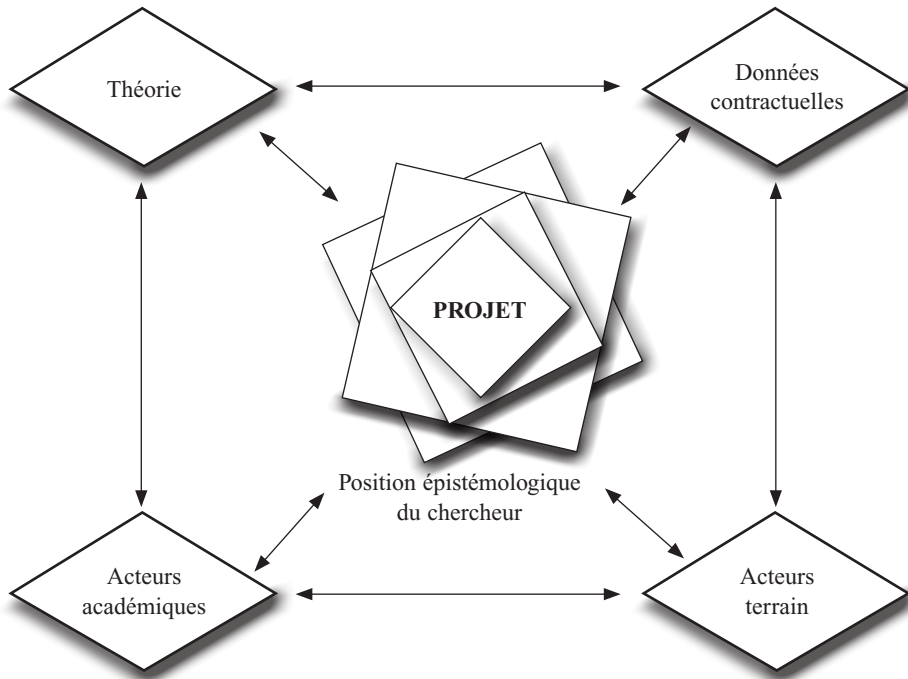 Théorie
Données
contractuelles
PROJET
Position épistémologique
du chercheur
Acteurs
académiques
Acteurs
terrain